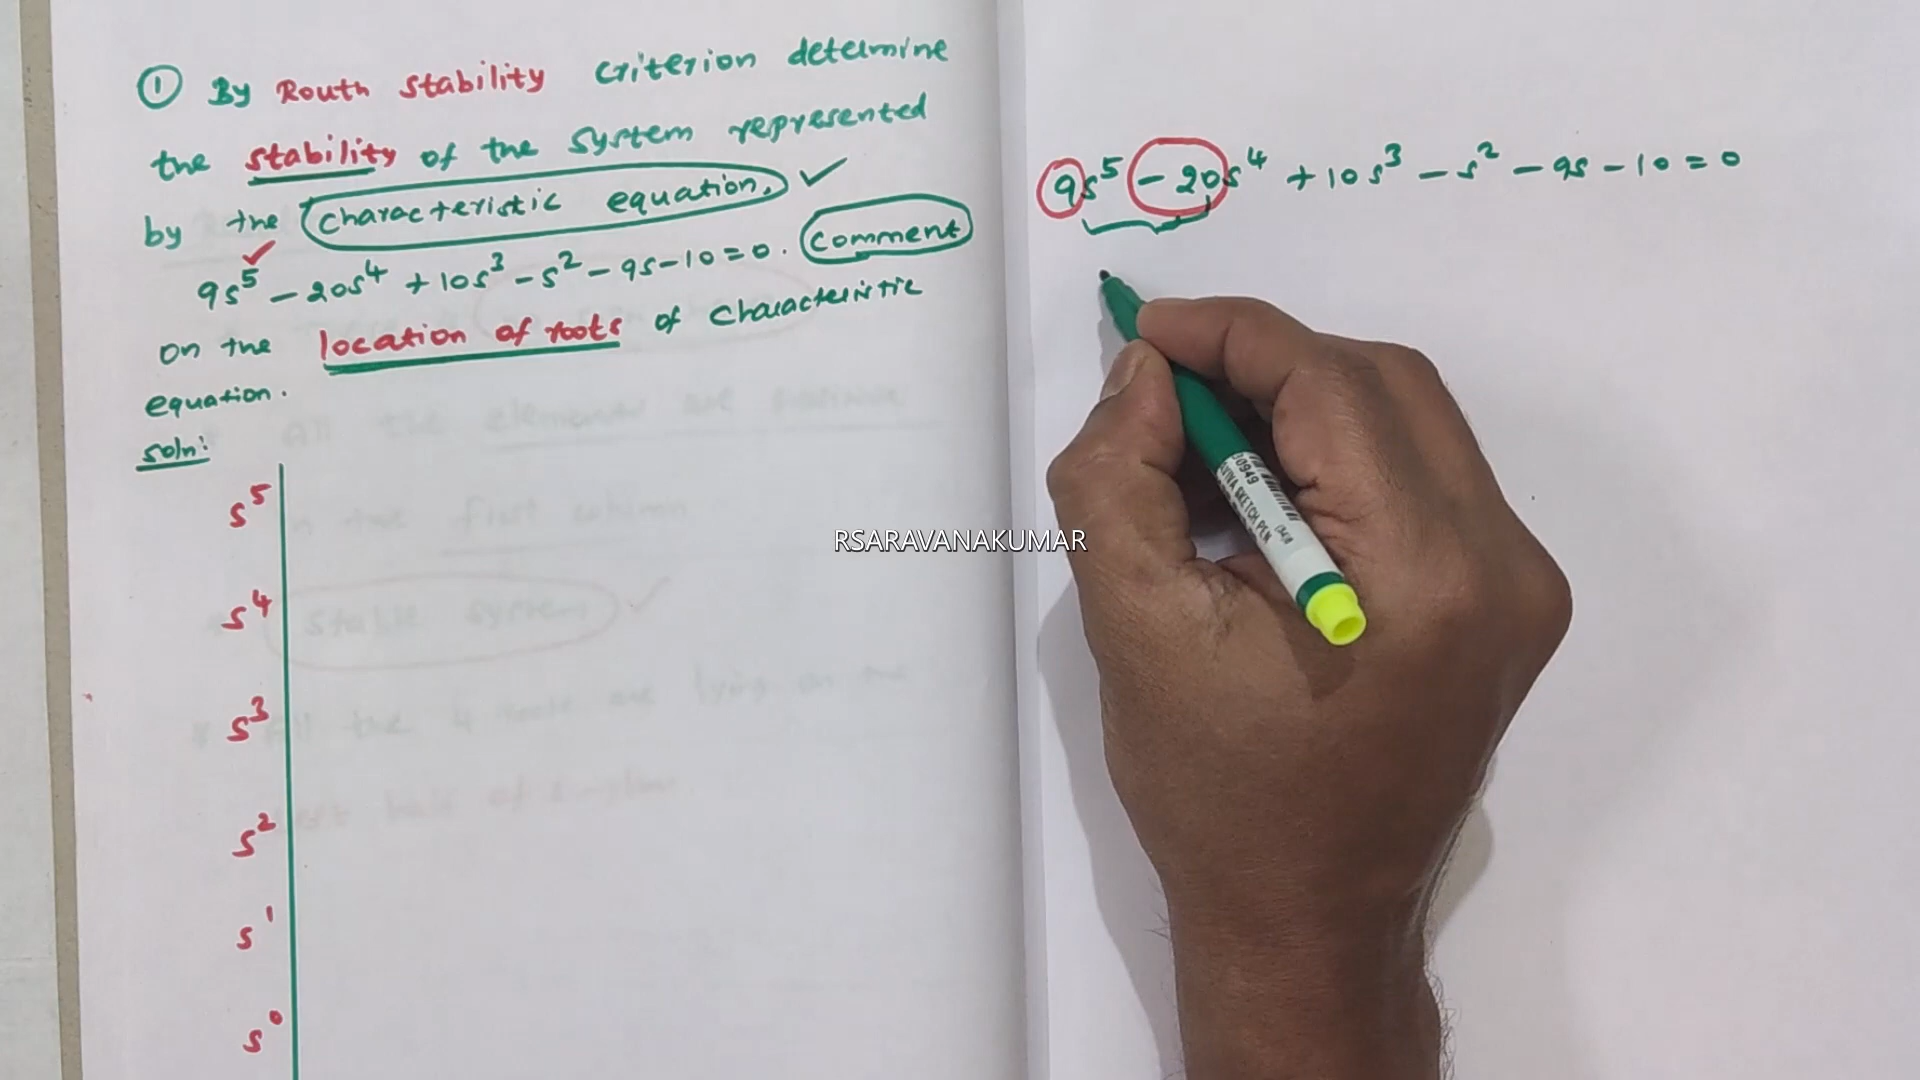 ① By Routh stability criterion determine
the stability of the system represented
by the characteristic equation, ✓
9s⁵ - 20s⁴ + 10s³ - s² - 9s - 10 = 0. comment
on the location of roots of characteristic
equation.
soln:
s⁵
s⁴
s³
s²
s¹
s⁰
9s⁵ - 20s⁴ + 10s³ - s² - 9s - 10 = 0
RSARAVANAKUMAR